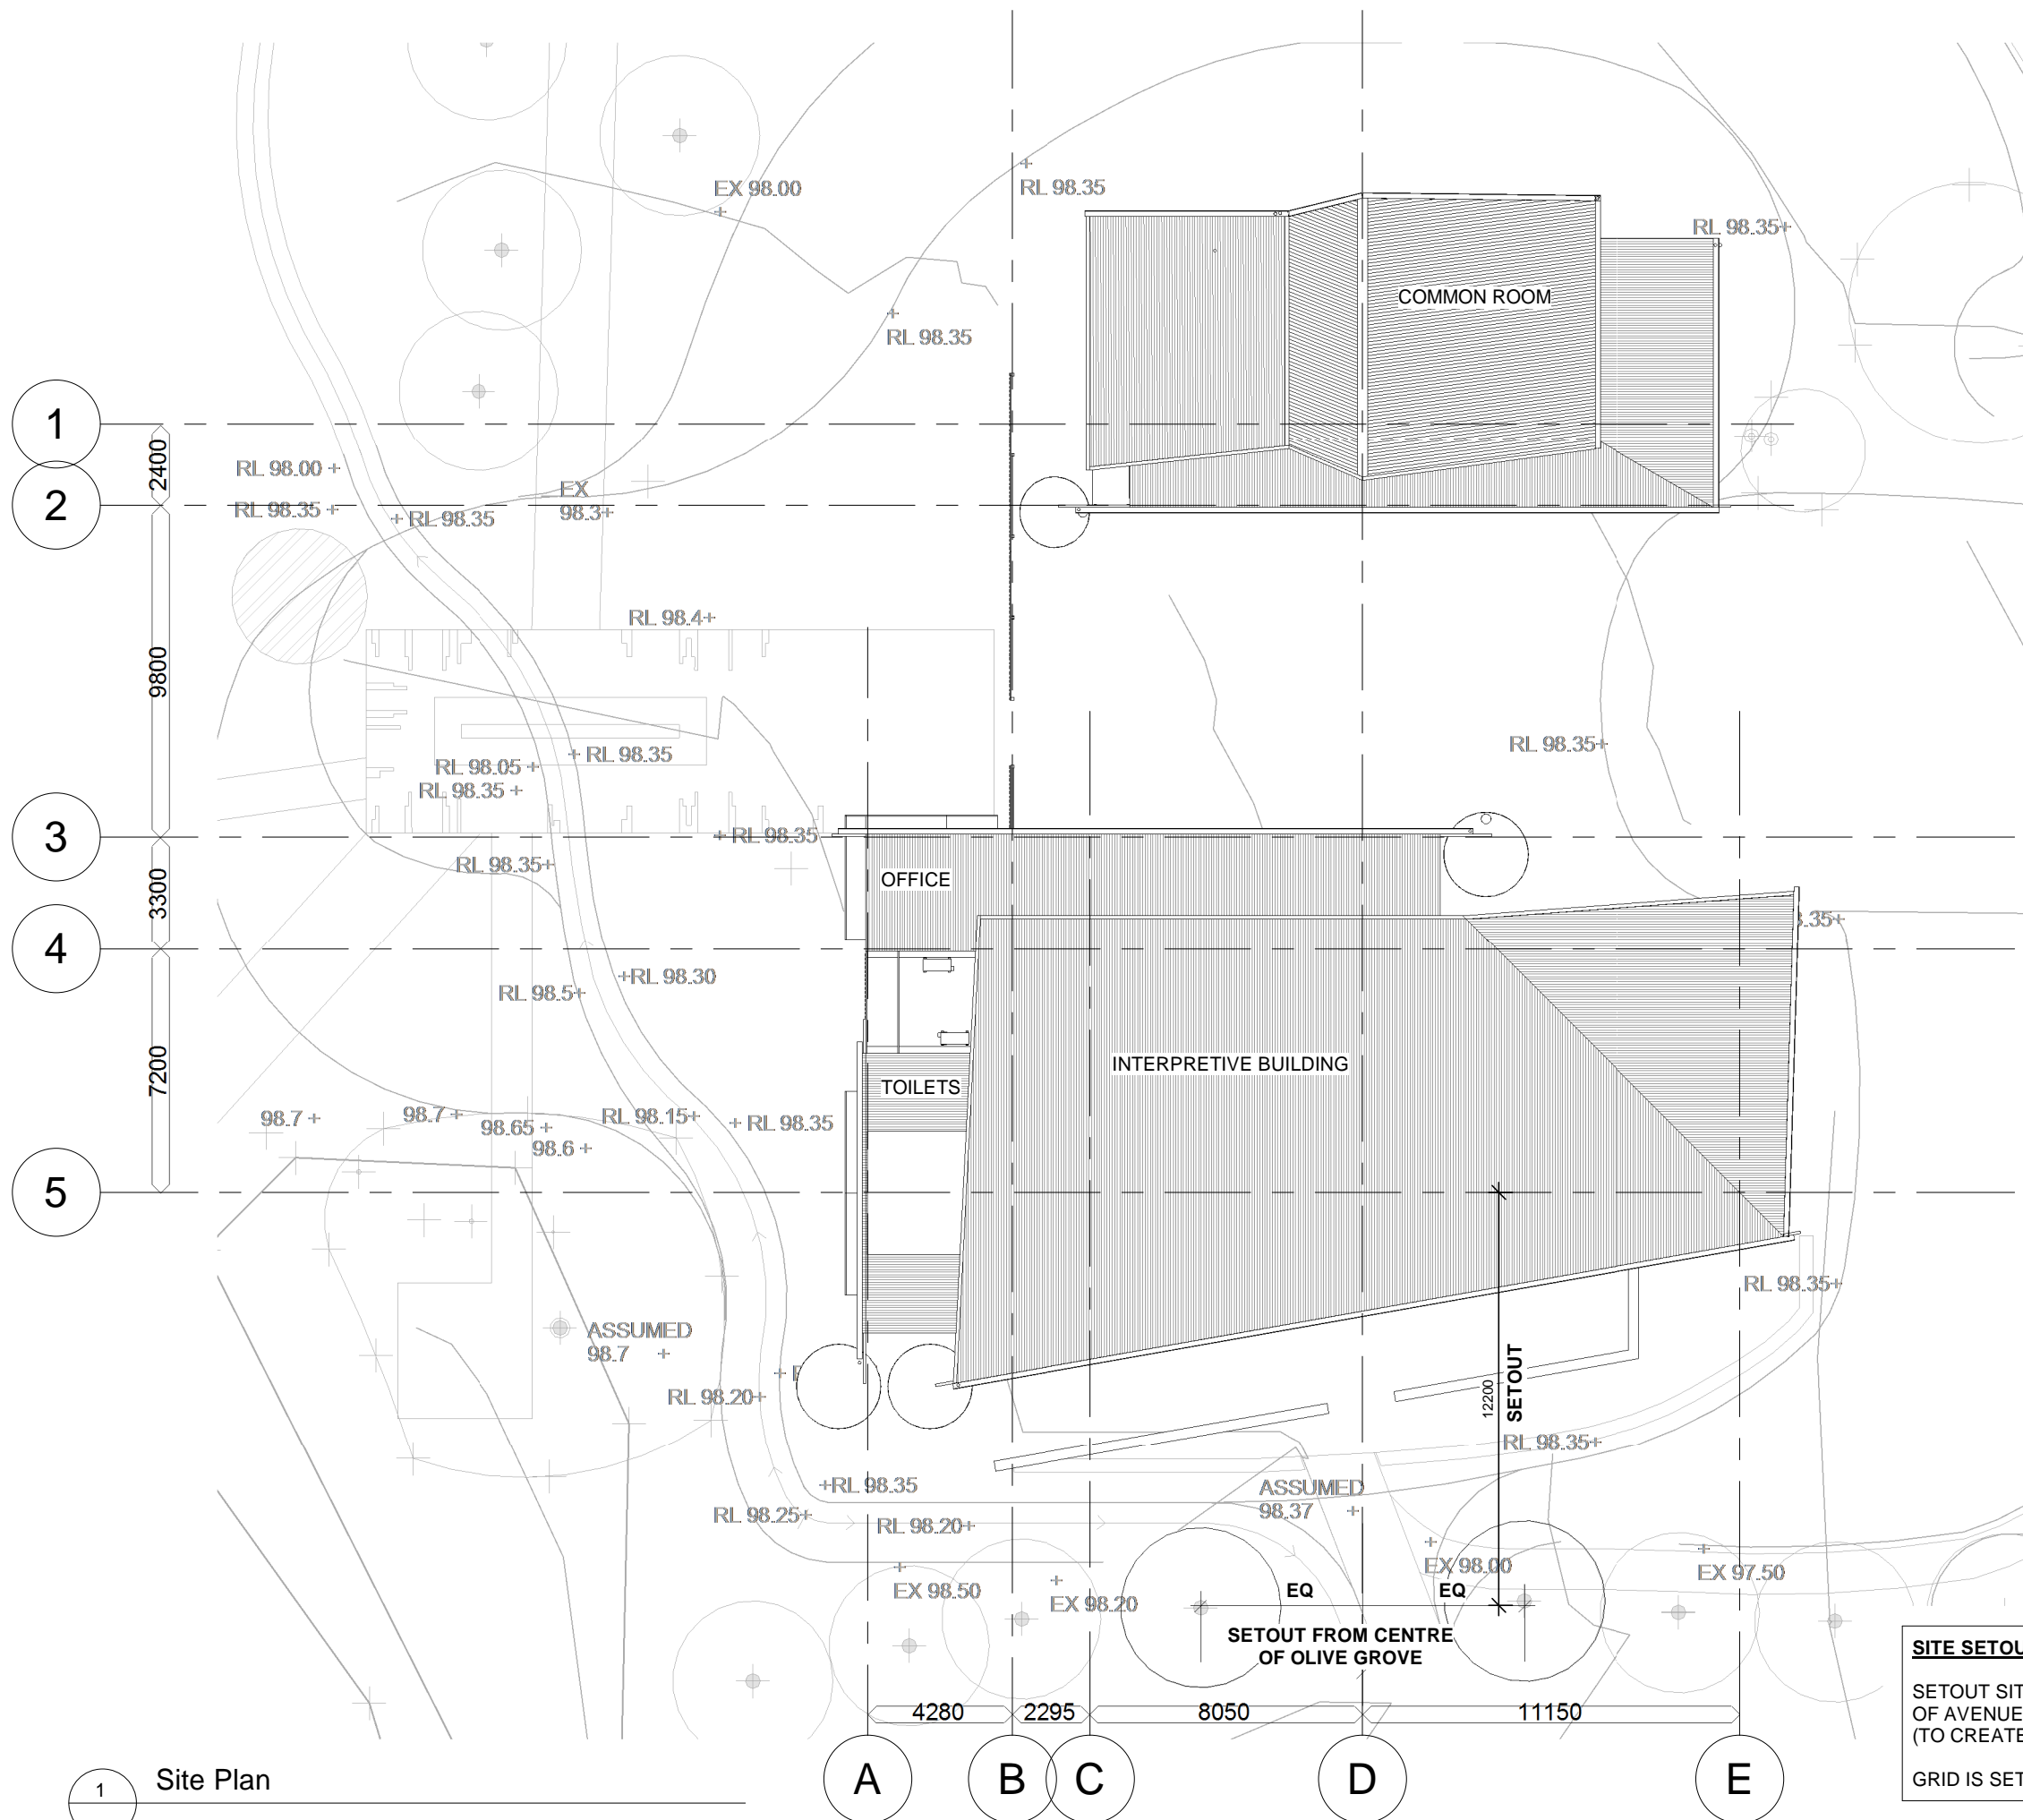 EX 98.00
RL 98.35
RL 98.35+
COMMON ROOM
RL 98.35
1
2400
RL 98.00 +
2
RL 98.35 +
+ RL 98.35
EX
98.3+
RL 98.4+
9800
RL 98.35+
+ RL 98.35
RL 98.05 +
RL 98.35 +
3
+ RL 98.35
RL 98.35+
OFFICE
3300
4
.35+
+RL 98.30
RL 98.5+
7200
INTERPRETIVE BUILDING
TOILETS
98.7 +
98.7 +
98.65 +
98.6 +
RL 98.15+
+ RL 98.35
5
RL 98.35+
ASSUMED
98.7 +
RL 98.20+
12200
SETOUT
RL 98.35+
+RL 98.35
ASSUMED
98.37 +
RL 98.25+
RL 98.20+
EX 98.50
EX 98.20
EX 98.00
EX 97.50
EQ
EQ
SETOUT FROM CENTRE
OF OLIVE GROVE
SITE SETOU
SETOUT SIT
OF AVENUE
(TO CREATE
GRID IS SET
4280
2295
8050
11150
A
B
C
D
E
1
Site Plan